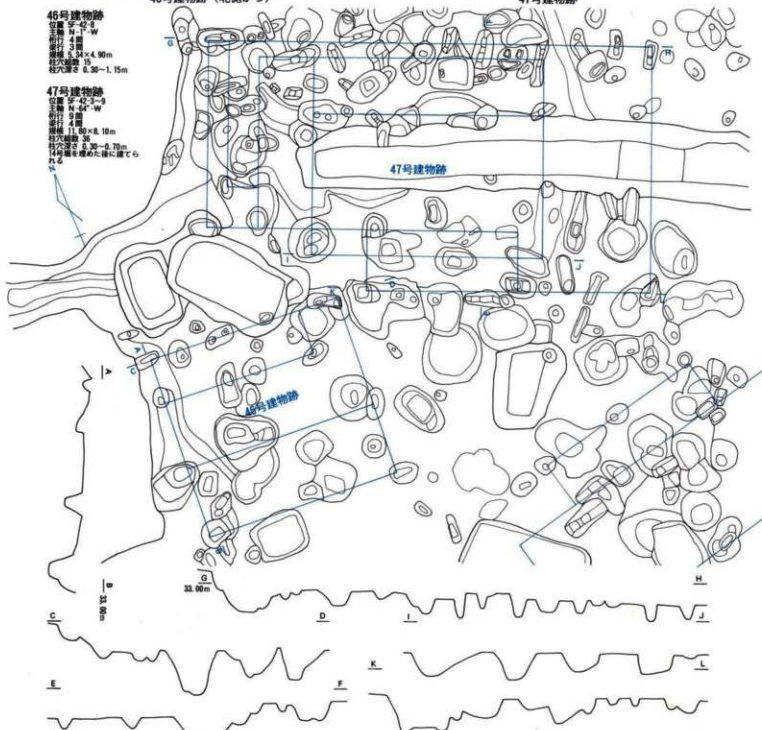 46号建物跡
位置 5F-42-8
主軸 N-1°-W
桁行 4間
梁行 3間
規模 5.34×4.90m
柱穴総数 15
柱穴深さ 0.30~1.15m
47号建物跡
位置 5F-42-3~9
主軸 N-64°-W
桁行 9間
梁行 4間
規模 11.80×8.10m
柱穴総数 36
柱穴深さ 0.30~0.70m
14号堀を埋めた後に建てら
れる
N
G
H
47号建物跡
I
J
D
K
A
C
46号建物跡
A
B
33.00m
G
33.00m
H
C
D
I
J
K
L
E
F